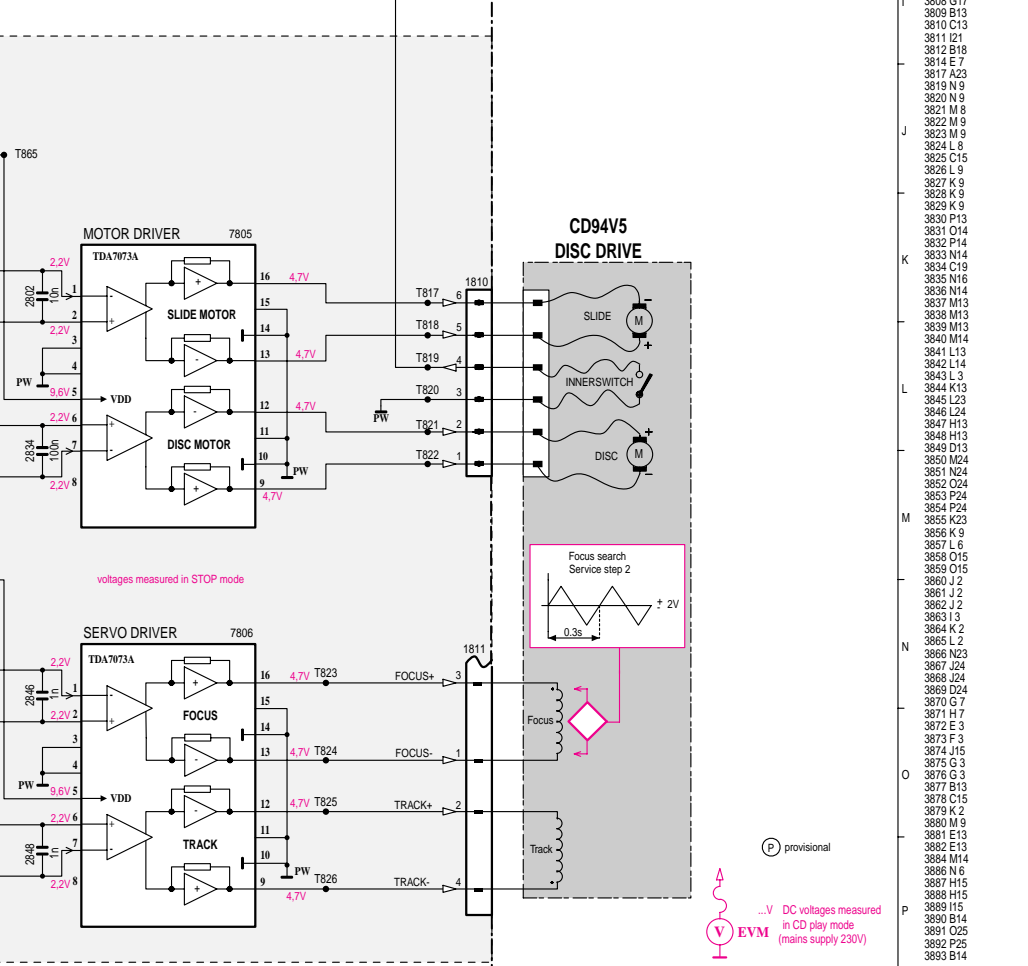 T865
MOTOR DRIVER 7805
TDA7073A
2,2V
2802
10n
1
2
2,2V
3
4
PW
9,6V 5
VDD
2,2V 6
2834
100n
7
2,2V 8
SLIDE MOTOR
DISC MOTOR
16 4,7V
15
14
13 4,7V
12 4,7V
11
10
PW
9
4,7V
T817 6
T818 5
T819 4
T820 3
PW
T821 2
T822 1
1810
CD94V5
DISC DRIVE
SLIDE
M
INNERSWITCH
DISC
M
voltages measured in STOP mode
Focus search
Service step 2
+ - 2V
0.3s
SERVO DRIVER 7806
TDA7073A
2,2V
2846
1n
1
2,2V 2
3
4
PW
9,6V 5
VDD
2,2V 6
2848
1n
7
2,2V 8
FOCUS
TRACK
16 4,7V T823 FOCUS+ 3
15
14
13 4,7V T824 FOCUS- 1
12 4,7V T825 TRACK+ 2
11
10
PW
9 T826 TRACK- 4
4,7V
1811
Focus
Track
P provisional
V EVM
...V DC voltages measured
in CD play mode
(mains supply 230V)
I
J
K
L
M
N
O
P
3808 G17
3809 B13
3810 C13
3811 I21
3812 B18
3814 E 7
3817 A23
3819 N 9
3820 N 9
3821 M 8
3822 M 9
3823 M 9
3824 L 8
3825 C15
3826 L 9
3827 K 9
3828 K 9
3829 K 9
3830 P13
3831 O14
3832 P14
3833 N14
3834 C19
3835 N16
3836 N14
3837 M13
3838 M13
3839 M13
3840 M14
3841 L13
3842 L14
3843 L 3
3844 K13
3845 L23
3846 L24
3847 H13
3848 H13
3849 D13
3850 M24
3851 N24
3852 O24
3853 P24
3854 P24
3855 K23
3856 K 9
3857 L 6
3858 O15
3859 O15
3860 J 2
3861 J 2
3862 J 2
3863 I 3
3864 K 2
3865 L 2
3866 N23
3867 J24
3868 J24
3869 D24
3870 G 7
3871 H 7
3872 E 3
3873 F 3
3874 J15
3875 G 3
3876 G 3
3877 B13
3878 C15
3879 K 2
3880 M 9
3881 E13
3882 E13
3884 M14
3886 N 6
3887 H15
3888 H15
3889 I15
3890 B14
3891 O25
3892 P25
3893 B14